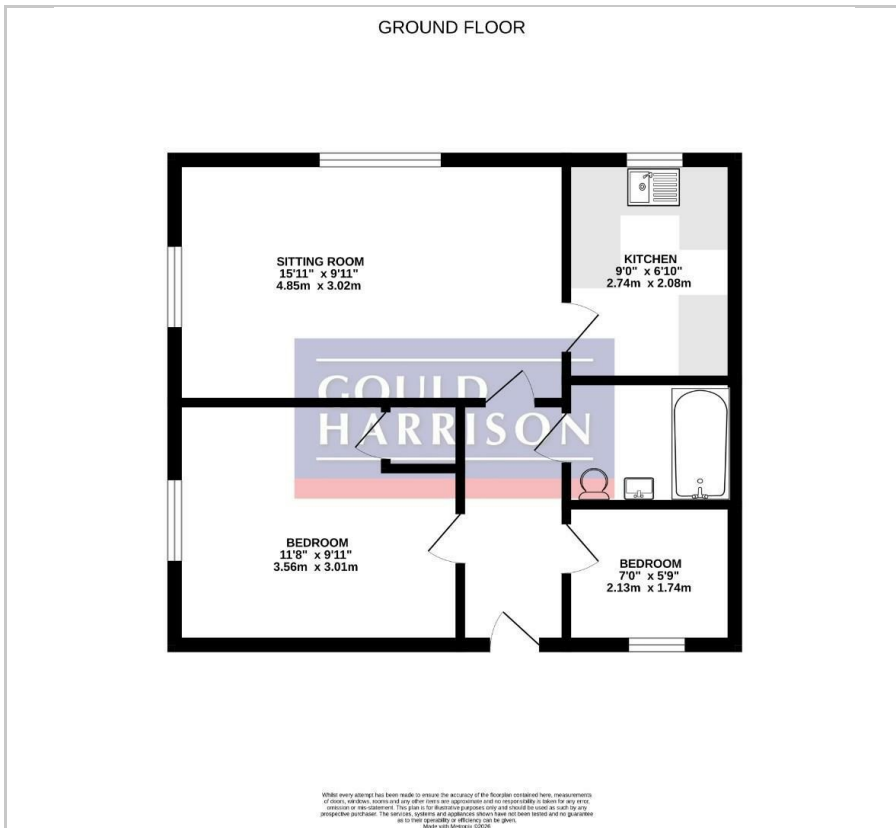 GROUND FLOOR
SITTING ROOM
15'11" x 9'11"
4.85m x 3.02m
KITCHEN
9'0" x 6'10"
2.74m x 2.08m
GOULD
HARRISON
BEDROOM
11'8" x 9'11"
3.56m x 3.01m
BEDROOM
7'0" x 5'9"
2.13m x 1.74m
Whilst every attempt has been made to ensure the accuracy of the floorplan contained here, measurements
of doors, windows, rooms and any other items are approximate and no responsibility is taken for any error,
omission or mis-statement. This plan is for illustrative purposes only and should be used as such by any
prospective purchaser. The services, systems and appliances shown have not been tested and no guarantee
as to their operability or efficiency can be given.
Made with Metropix ©2026